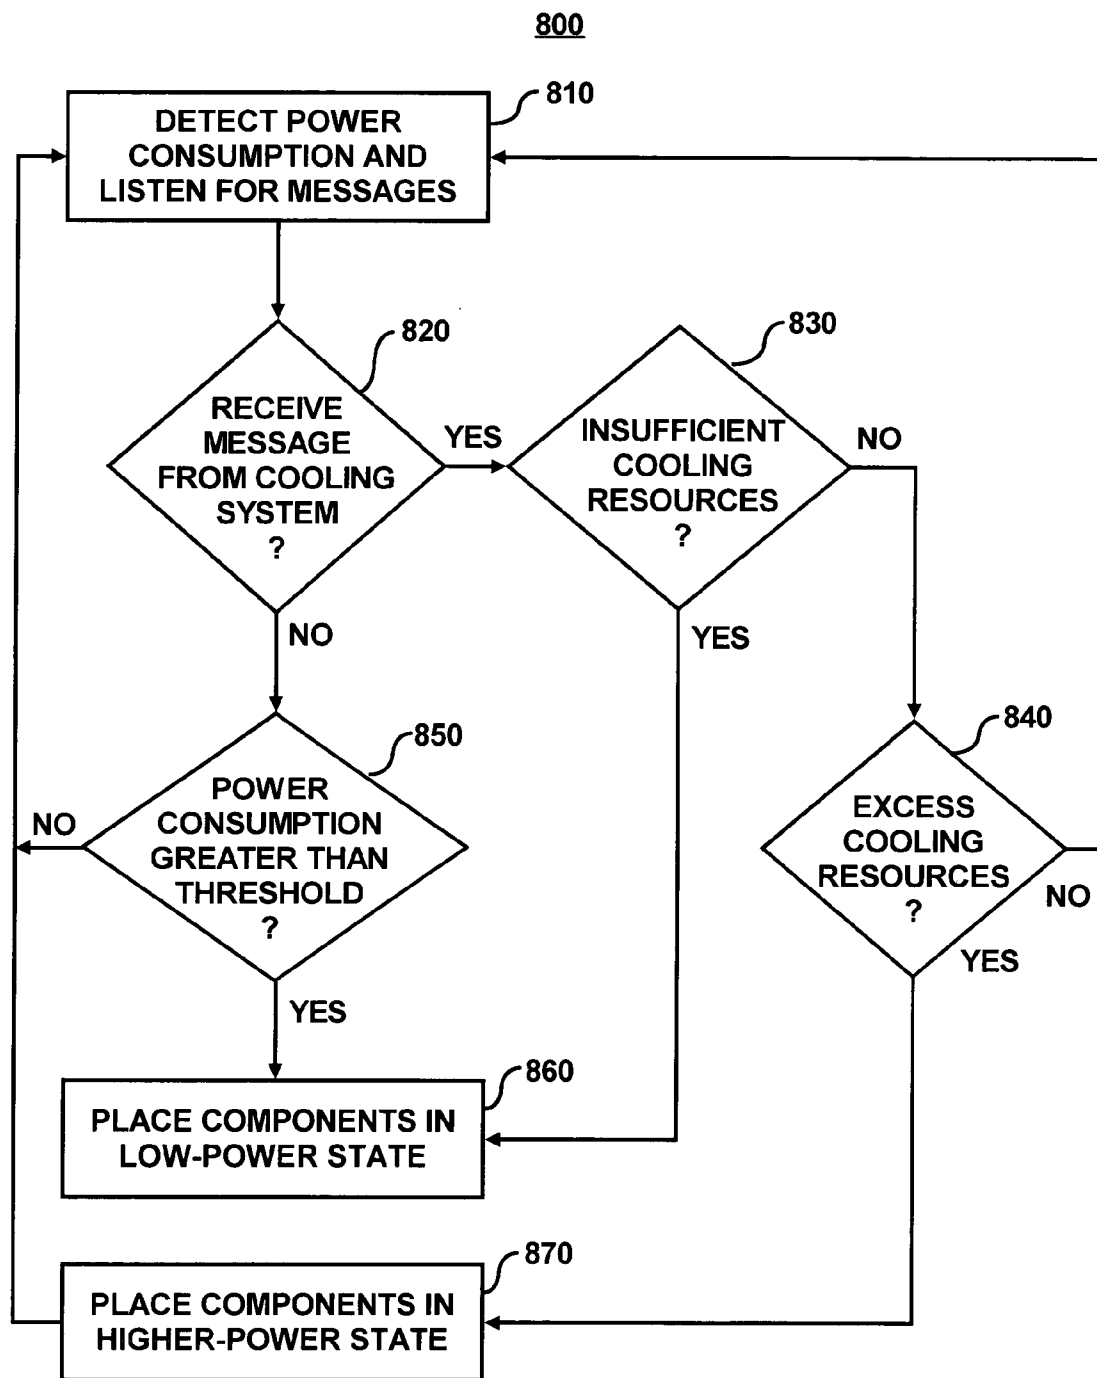 800
810
DETECT POWER
CONSUMPTION AND
LISTEN FOR MESSAGES
820
RECEIVE
MESSAGE
FROM COOLING
SYSTEM
?
YES
NO
830
INSUFFICIENT
COOLING
RESOURCES
?
NO
YES
840
EXCESS
COOLING
RESOURCES
?
NO
YES
850
POWER
CONSUMPTION
GREATER THAN
THRESHOLD
?
NO
YES
860
PLACE COMPONENTS IN
LOW-POWER STATE
870
PLACE COMPONENTS IN
HIGHER-POWER STATE